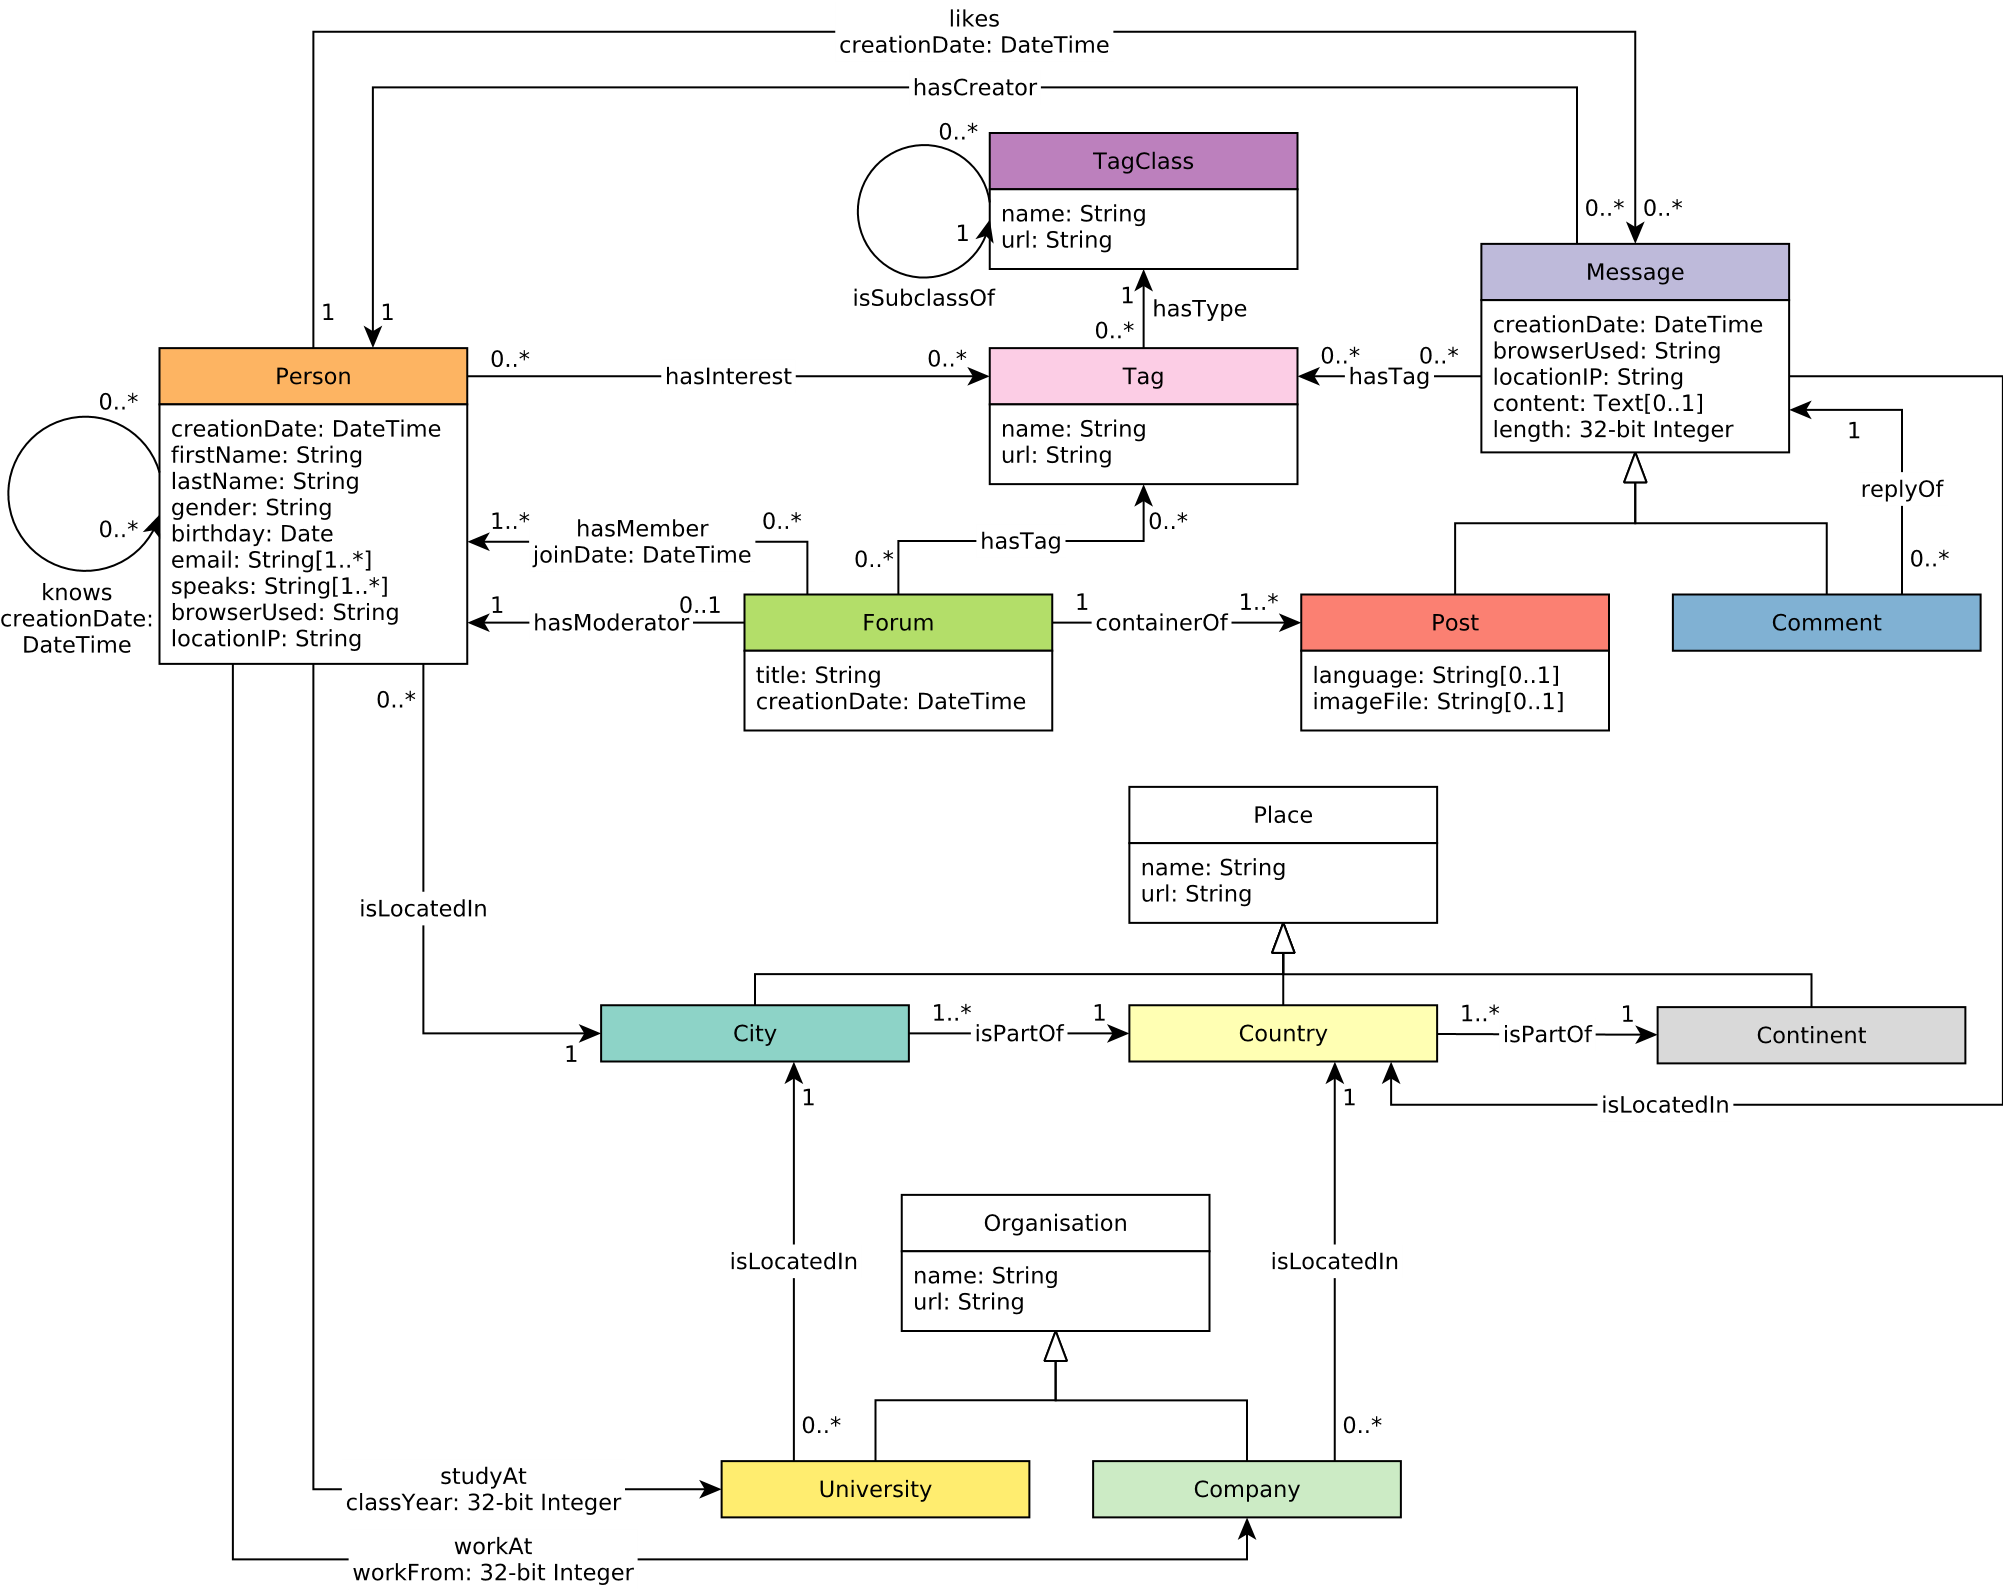 likes
creationDate: DateTime
hasCreator
0..*
TagClass
name: String
url: String
1
isSubclassOf
0..*
0..*
Message
creationDate: DateTime
browserUsed: String
locationIP: String
content: Text[0..1]
length: 32-bit Integer
1
hasType
0..*
1
1
Person
creationDate: DateTime
firstName: String
lastName: String
gender: String
birthday: Date
email: String[1..*]
speaks: String[1..*]
browserUsed: String
locationIP: String
0..*
hasInterest
0..*
Tag
name: String
url: String
0..*
hasTag
0..*
0..*
0..*
knows
creationDate:
DateTime
1
replyOf
0..*
1..*
hasMember
joinDate: DateTime
0..*
0..*
hasTag
0..*
1
hasModerator
0..1
Forum
title: String
creationDate: DateTime
1
containerOf
1..*
Post
language: String[0..1]
imageFile: String[0..1]
Comment
0..*
isLocatedIn
1
Place
name: String
url: String
City
1..*
isPartOf
1
Country
1..*
isPartOf
1
Continent
isLocatedIn
1
isLocatedIn
0..*
1
isLocatedIn
0..*
Organisation
name: String
url: String
University
Company
studyAt
classYear: 32-bit Integer
workAt
workFrom: 32-bit Integer